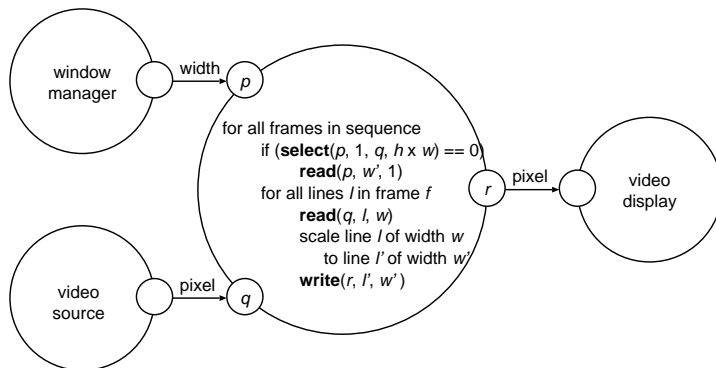 window
manager
width
p
for all frames in sequence
if (select(p, 1, q, h x w) == 0)
read(p, w', 1)
for all lines l in frame f
read(q, l, w)
scale line l of width w
to line l' of width w'
write(r, l', w' )
r
pixel
video
display
video
source
pixel
q